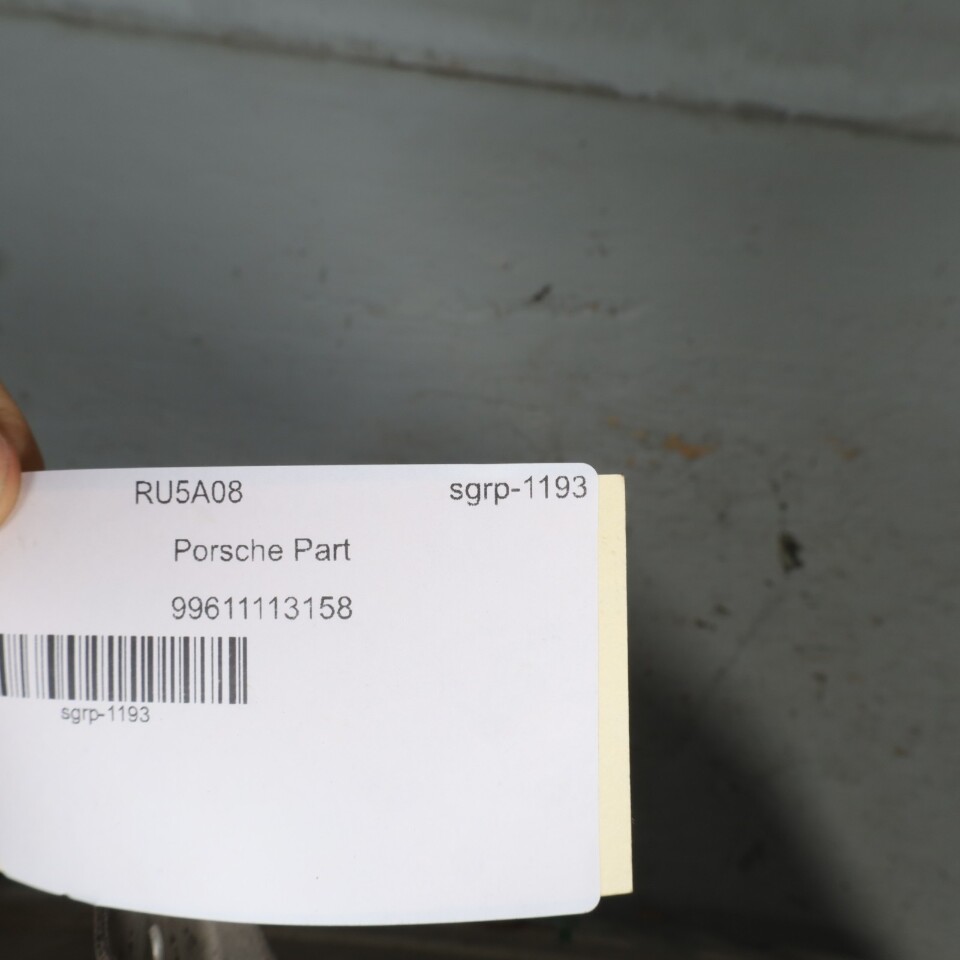 RU5A08 sgrp-1193
Porsche Part
99611113158
sgrp-1193